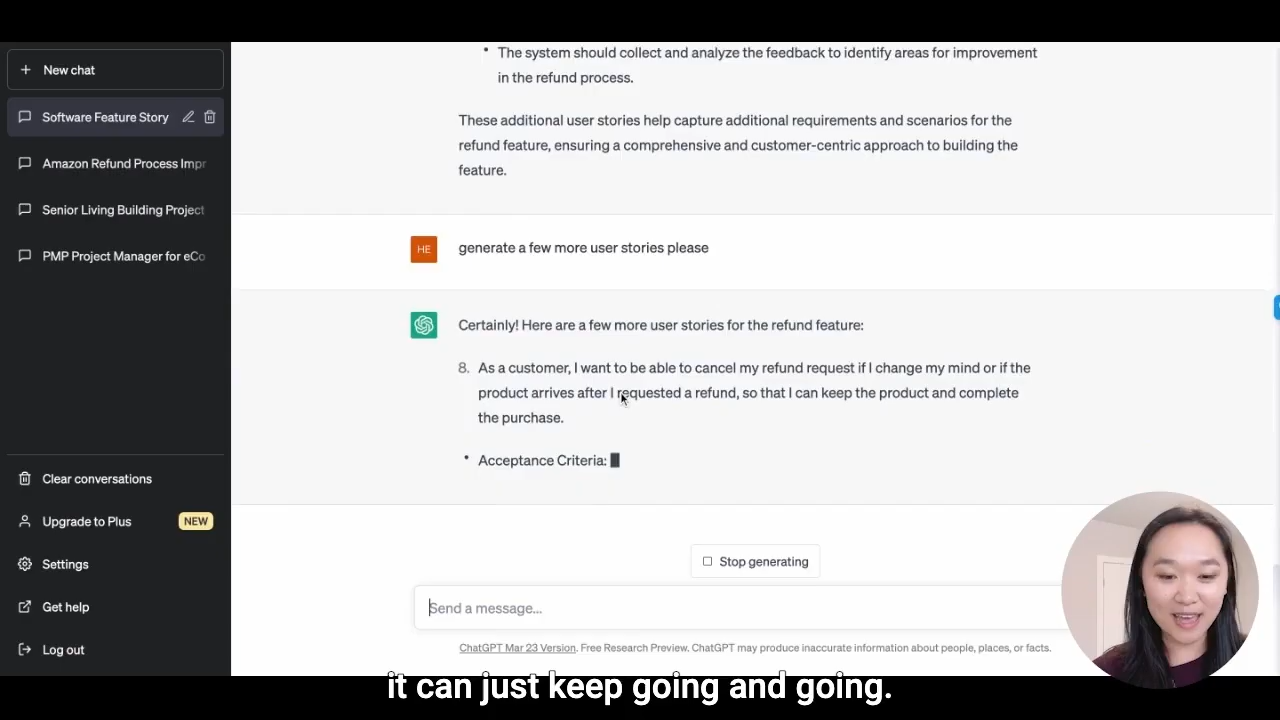 New chat
Software Feature Story
Amazon Refund Process Impr
Senior Living Building Project
PMP Project Manager for eCo
Clear conversations
Upgrade to Plus NEW
Settings
Get help
Log out
• The system should collect and analyze the feedback to identify areas for improvement
in the refund process.
These additional user stories help capture additional requirements and scenarios for the
refund feature, ensuring a comprehensive and customer-centric approach to building the
feature.
HE generate a few more user stories please
Certainly! Here are a few more user stories for the refund feature:
8. As a customer, I want to be able to cancel my refund request if I change my mind or if the
product arrives after I requested a refund, so that I can keep the product and complete
the purchase.
• Acceptance Criteria:
Stop generating
Send a message...
ChatGPT Mar 23 Version. Free Research Preview. ChatGPT may produce inaccurate information about people, places, or facts.
it can just keep going and going.